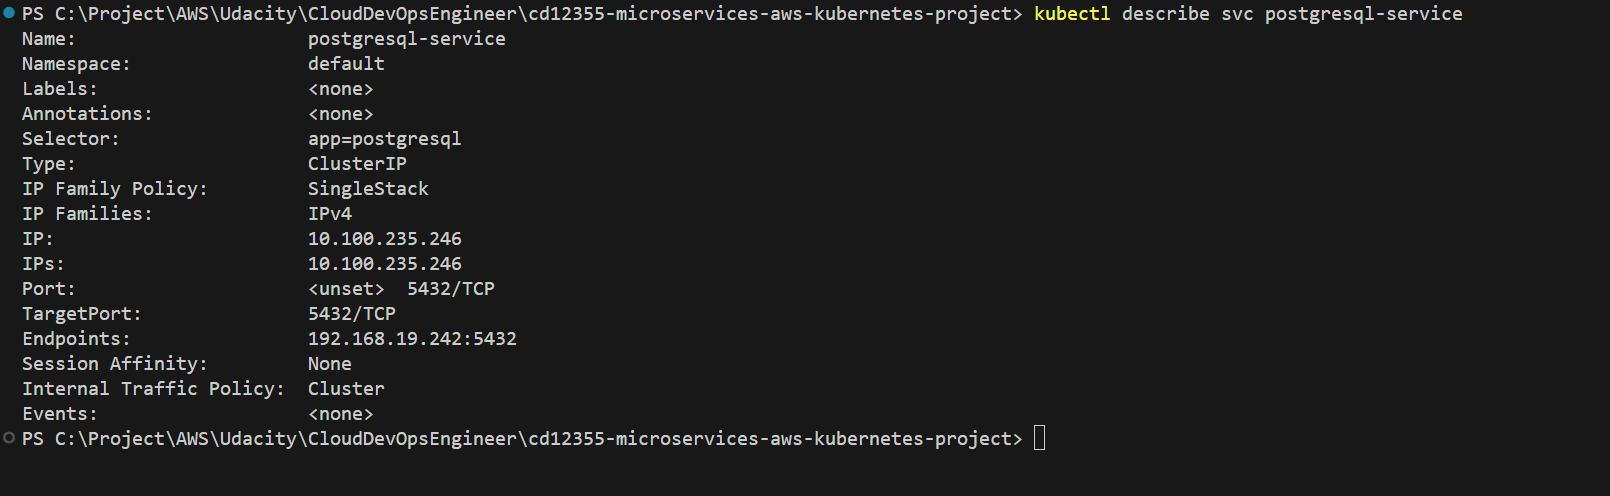 PS C:\Project\AWS\Udacity\CloudDevOpsEngineer\cd12355-microservices-aws-kubernetes-project> kubectl describe svc postgresql-service
Name:                     postgresql-service
Namespace:                default
Labels:                   <none>
Annotations:              <none>
Selector:                 app=postgresql
Type:                     ClusterIP
IP Family Policy:         SingleStack
IP Families:              IPv4
IP:                       10.100.235.246
IPs:                      10.100.235.246
Port:                     <unset>  5432/TCP
TargetPort:               5432/TCP
Endpoints:                192.168.19.242:5432
Session Affinity:         None
Internal Traffic Policy:  Cluster
Events:                   <none>
PS C:\Project\AWS\Udacity\CloudDevOpsEngineer\cd12355-microservices-aws-kubernetes-project>